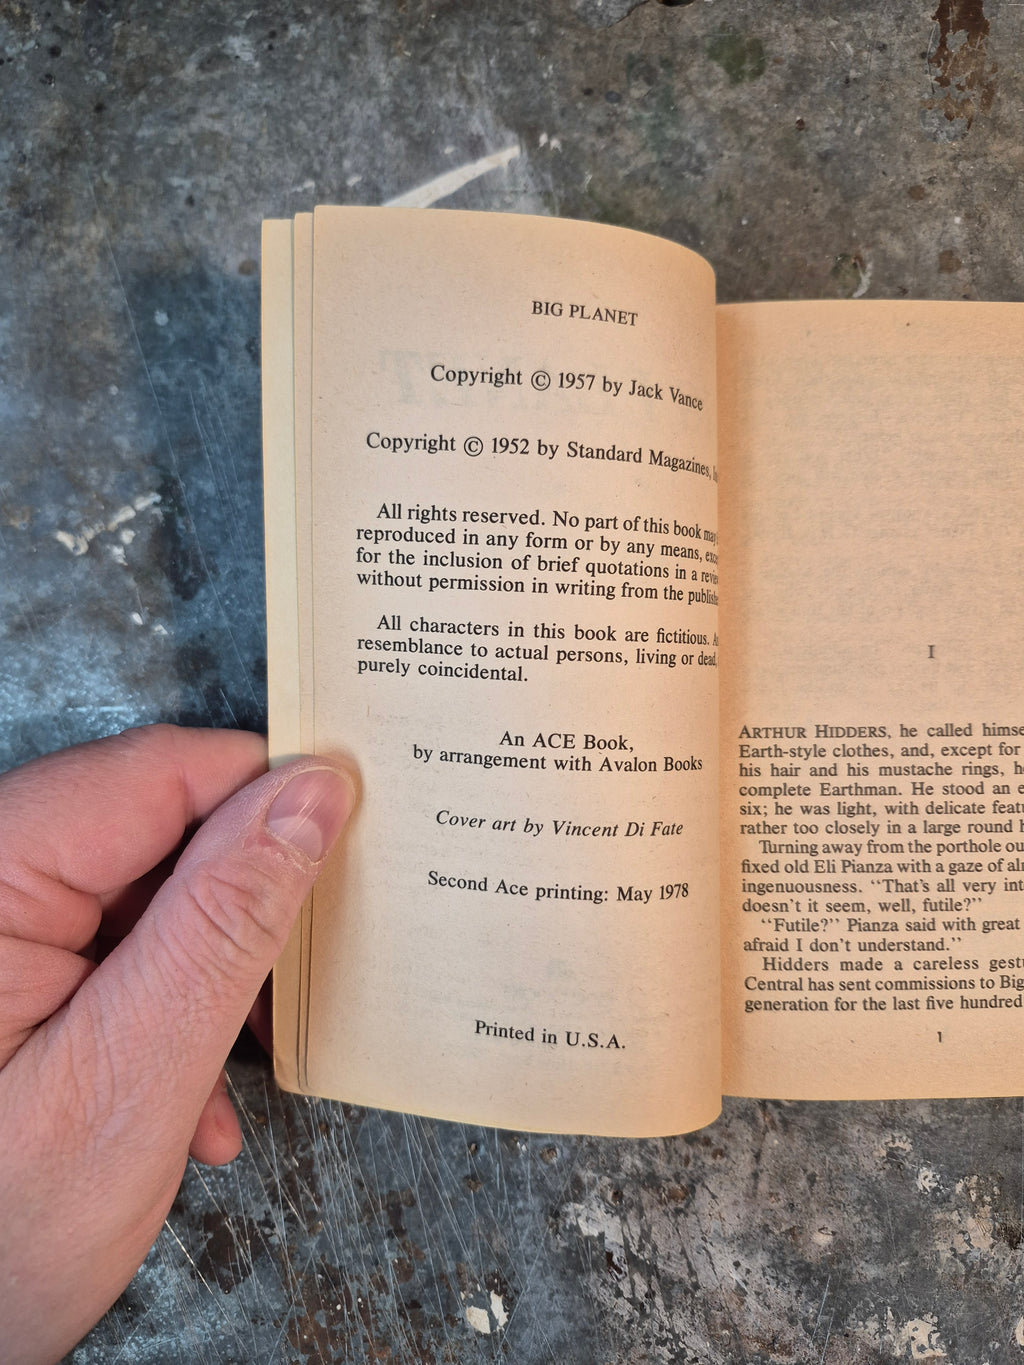 BIG PLANET
Copyright © 1957 by Jack Vance
Copyright © 1952 by Standard Magazines,
All rights reserved. No part of this book may
reproduced in any form or by any means,
for the inclusion of brief quotations in a
without permission in writing from the
All characters in this book are fictitious.
resemblance to actual persons, living or dead,
purely coincidental.
An ACE Book,
by arrangement with Avalon Books
Cover art by Vincent Di Fate
Second Ace printing: May 1978
Printed in U.S.A.
I
ARTHUR HIDDERS, he called
Earth-style clothes, and, except for
his hair and his mustache rings,
complete Earthman. He stood an
six; he was light, with delicate
rather too closely in a large round
Turning away from the porthole
fixed old Eli Pianza with a gaze of
ingenuousness. “That’s all very
doesn’t it seem, well, futile?”
“Futile?” Pianza said with great
afraid I don’t understand.”
Hidders made a careless
Central has sent commissions to Big
generation for the last five hundred
1